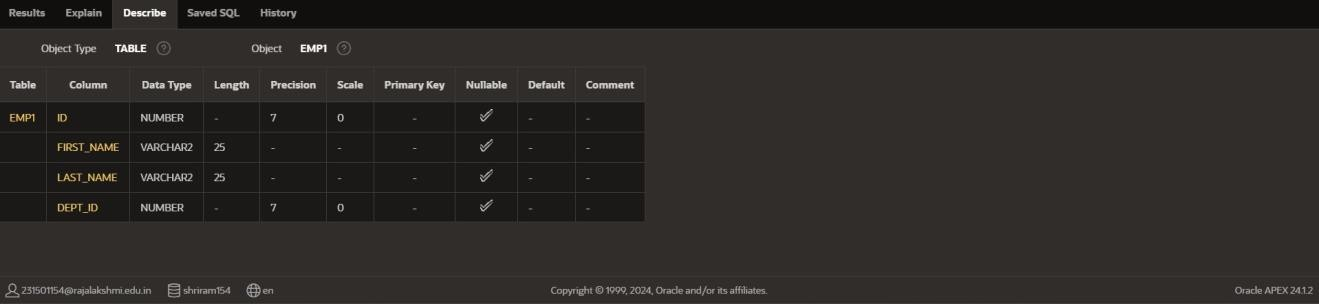 Results Explain Describe Saved SQL History
Object Type TABLE ? Object EMP1 ?
Table Column Data Type Length Precision Scale Primary Key Nullable Default Comment
EMP1 ID NUMBER - 7 0 - - -
FIRST_NAME VARCHAR2 25 - - - - -
LAST_NAME VARCHAR2 25 - - - - -
DEPT_ID NUMBER - 7 0 - - -
231501154@rajalakshmi.edu.in shriram154 en Copyright © 1999, 2024, Oracle and/or its affiliates. Oracle APEX 24.1.2